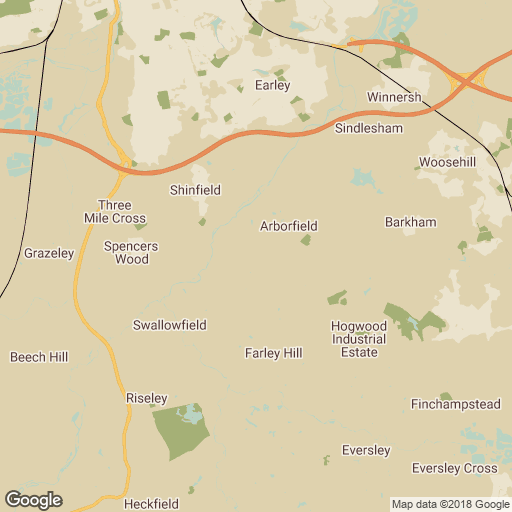 Earley
Winnersh
Sindlesham
Woosehill
Shinfield
Three
Mile Cross
Arborfield
Barkham
Spencers
Wood
Grazeley
Swallowfield
Hogwood
Industrial
Estate
Beech Hill
Farley Hill
Riseley
Finchampstead
Eversley
Eversley Cross
Heckfield
Google
Map data ©2018 Google